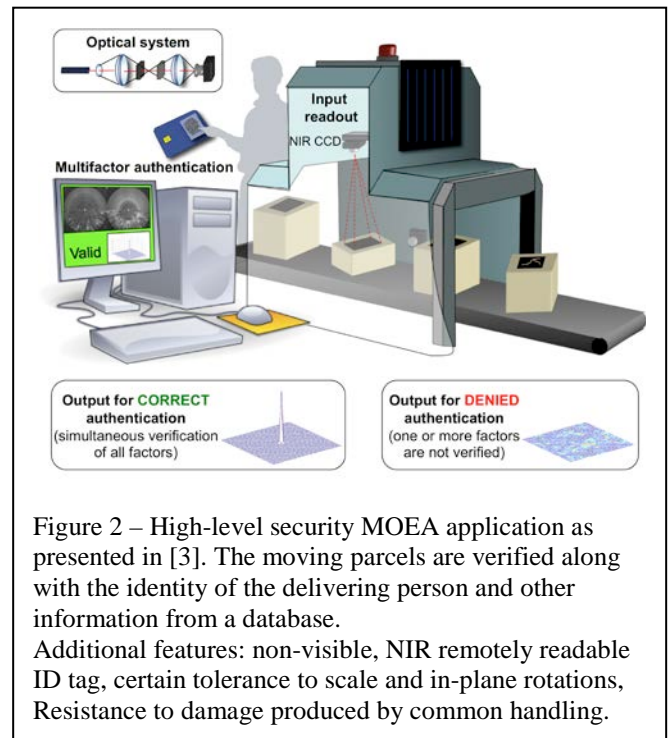 Optical system
Input
readout
NIR CCD
Multifactor authentication
Valid
Output for CORRECT
authentication
(simultaneous verification
of all factors)
Output for DENIED
authentication
(one or more factors
are not verified)
Figure 2 – High-level security MOEA application as
presented in [3]. The moving parcels are verified along
with the identity of the delivering person and other
information from a database.
Additional features: non-visible, NIR remotely readable
ID tag, certain tolerance to scale and in-plane rotations,
Resistance to damage produced by common handling.